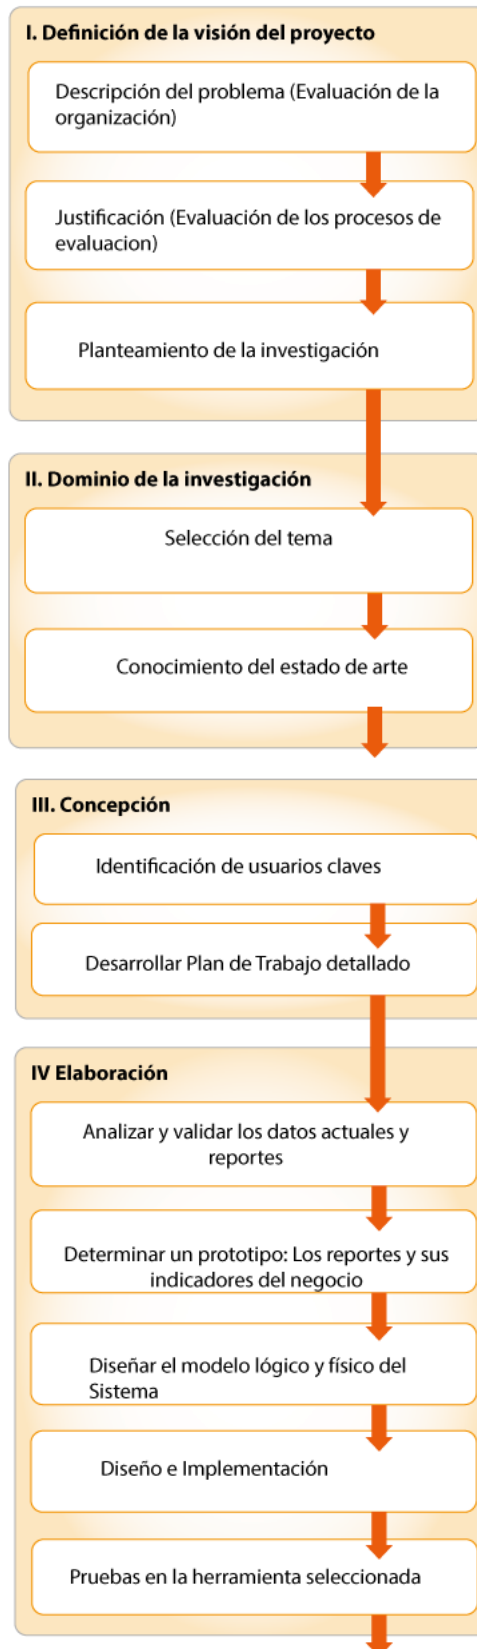 I. Definición de la visión del proyecto
Descripción del problema (Evaluación de la
organización)
Justificación (Evaluación de los procesos de
evaluacion)
Planteamiento de la investigación
II. Dominio de la investigación
Selección del tema
Conocimiento del estado de arte
III. Concepción
Identificación de usuarios claves
Desarrollar Plan de Trabajo detallado
IV Elaboración
Analizar y validar los datos actuales y
reportes
Determinar un prototipo: Los reportes y sus
indicadores del negocio
Diseñar el modelo lógico y físico del
Sistema
Diseño e Implementación
Pruebas en la herramienta seleccionada